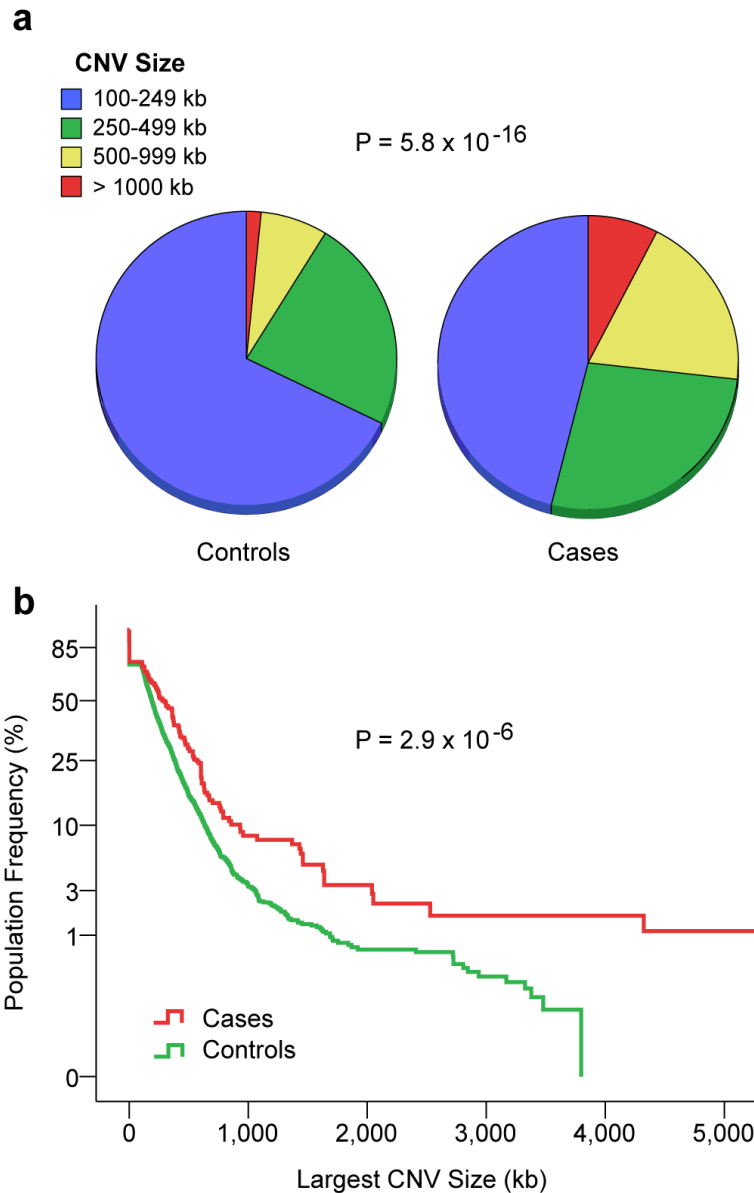 a
CNV Size
100-249 kb
250-499 kb
500-999 kb
> 1000 kb
P = 5.8 x 10 -16
Controls
Cases
b
Population Frequency (%)
85
50
25
10
3
1
0
P = 2.9 x 10 -6
Cases
Controls
0 1,000 2,000 3,000 4,000 5,000
Largest CNV Size (kb)